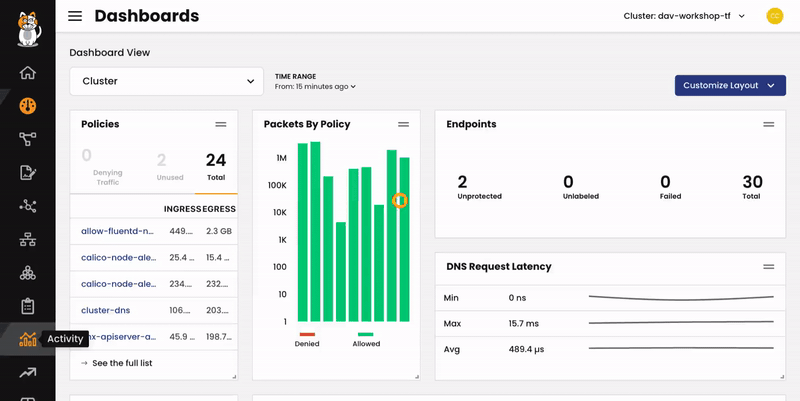 Dashboards
Cluster: dav-workshop-tf
Dashboard View
Cluster
TIME RANGE
From: 15 minutes ago
Customize Layout
Policies
0
Denying
Traffic
2
Unused
24
Total
INGRESS EGRESS
allow-fluentd-n... 449.... 2.3 GB
calico-node-ale... 25.4 ... 15.4 ...
calico-node-ale... 234.... 232....
cluster-dns 106.... 203....
nx-apiserver-a... 45.9 ... 198.7...
→ See the full list
Packets By Policy
1M
100K
10K
1K
100
10
1
Denied
Allowed
Endpoints
2
Unprotected
0
Unlabeled
0
Failed
30
Total
DNS Request Latency
Min 0 ns
Max 15.7 ms
Avg 489.4 µs
Activity